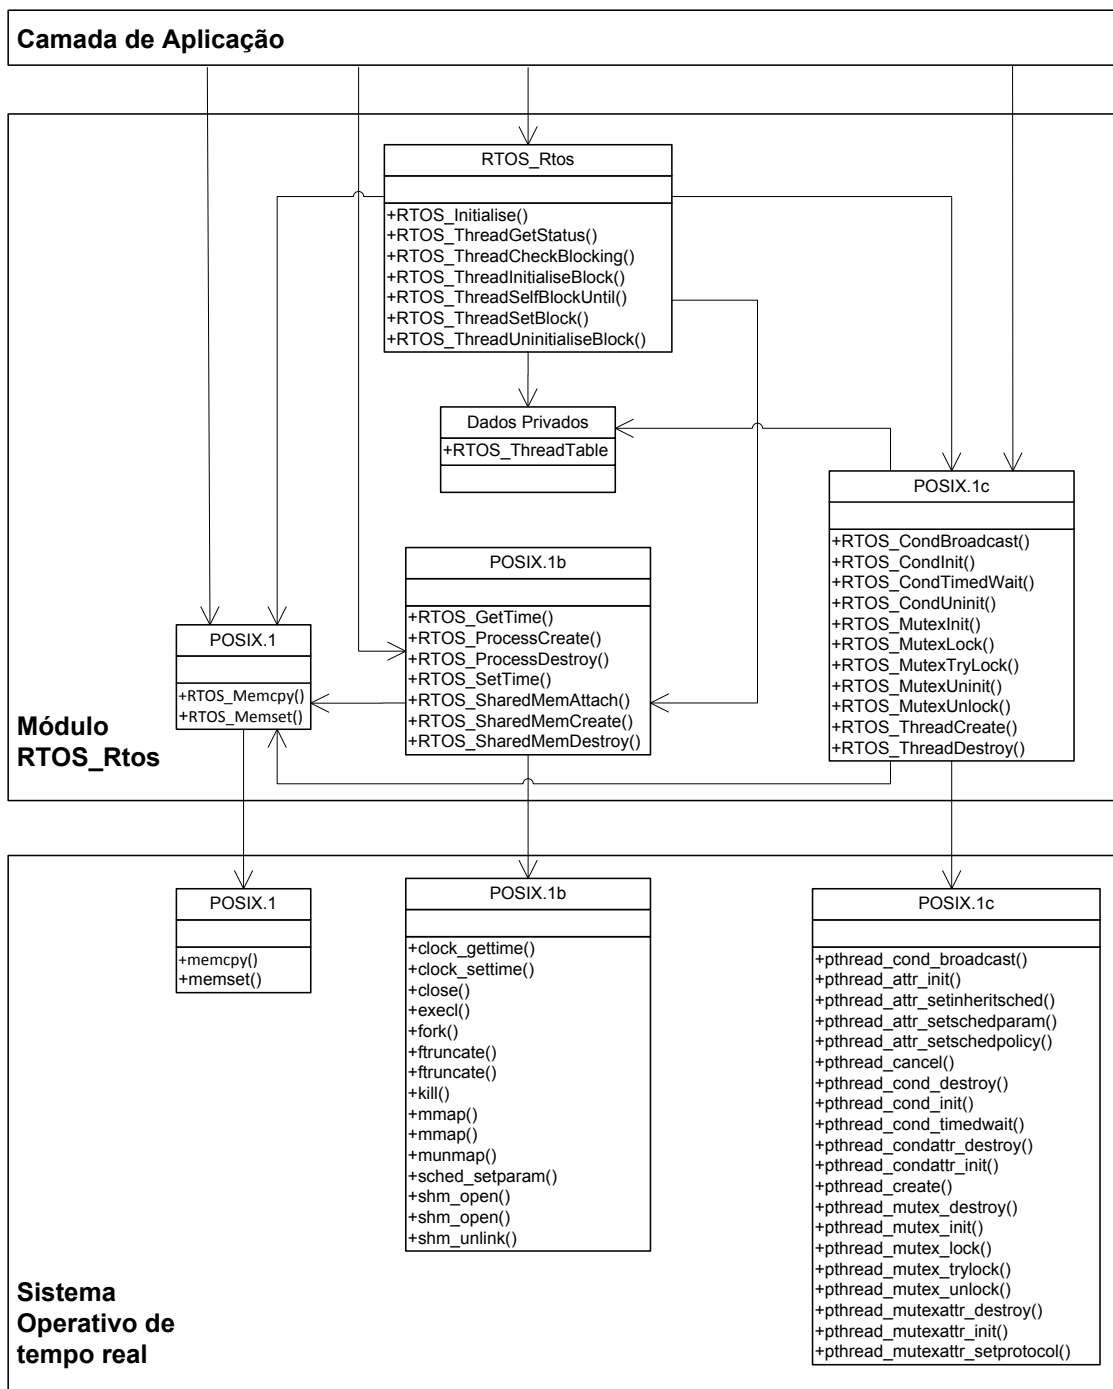 Camada de Aplicação
RTOS_Rtos
+RTOS_Initialise()
+RTOS_ThreadGetStatus()
+RTOS_ThreadCheckBlocking()
+RTOS_ThreadInitialiseBlock()
+RTOS_ThreadSelfBlockUntil()
+RTOS_ThreadSetBlock()
+RTOS_ThreadUninitialiseBlock()
Dados Privados
+RTOS_ThreadTable
POSIX.1c
+RTOS_CondBroadcast()
+RTOS_CondInit()
+RTOS_CondTimedWait()
+RTOS_CondUninit()
+RTOS_MutexInit()
+RTOS_MutexLock()
+RTOS_MutexTryLock()
+RTOS_MutexUninit()
+RTOS_MutexUnlock()
+RTOS_ThreadCreate()
+RTOS_ThreadDestroy()
POSIX.1b
+RTOS_GetTime()
+RTOS_ProcessCreate()
+RTOS_ProcessDestroy()
+RTOS_SetTime()
+RTOS_SharedMemAttach()
+RTOS_SharedMemCreate()
+RTOS_SharedMemDestroy()
POSIX.1
+RTOS_Memcpy()
+RTOS_Memset()
Módulo
RTOS_Rtos
POSIX.1
+memcpy()
+memset()
POSIX.1b
+clock_gettime()
+clock_settime()
+close()
+execl()
+fork()
+ftruncate()
+ftruncate()
+kill()
+mmap()
+mmap()
+munmap()
+sched_setparam()
+shm_open()
+shm_open()
+shm_unlink()
POSIX.1c
+pthread_cond_broadcast()
+pthread_attr_init()
+pthread_attr_setinheritsched()
+pthread_attr_setschedparam()
+pthread_attr_setschedpolicy()
+pthread_cancel()
+pthread_cond_destroy()
+pthread_cond_init()
+pthread_cond_timedwait()
+pthread_condattr_destroy()
+pthread_condattr_init()
+pthread_create()
+pthread_mutex_destroy()
+pthread_mutex_init()
+pthread_mutex_lock()
+pthread_mutex_trylock()
+pthread_mutex_unlock()
+pthread_mutexattr_destroy()
+pthread_mutexattr_init()
+pthread_mutexattr_setprotocol()
Sistema
Operativo de
tempo real